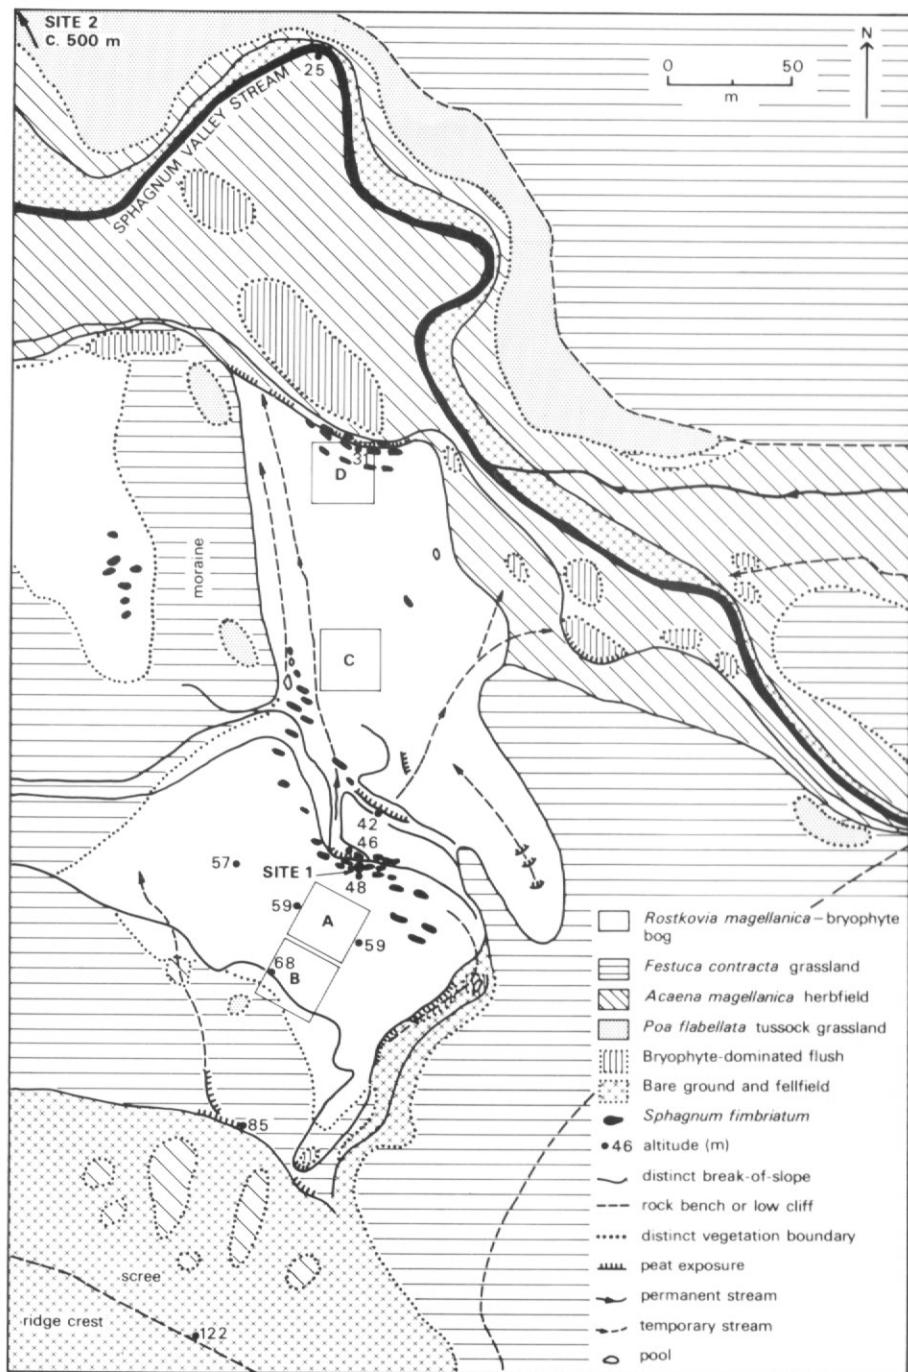 SITE 2
C. 500 m
N
0 50
m
25
SPHAGNUM VALLEY STREAM
31
D
moraine
C
42
46
57
SITE 1
48
59
A
59
68
B
85
scree
ridge crest
122
Rostkovia magellanica – bryophyte
bog
Festuca contracta grassland
Acaena magellanica herbfield
Poa flabellata tussock grassland
Bryophyte-dominated flush
Bare ground and fellfield
Sphagnum fimbriatum
46 altitude (m)
distinct break-of-slope
rock bench or low cliff
distinct vegetation boundary
peat exposure
permanent stream
temporary stream
pool